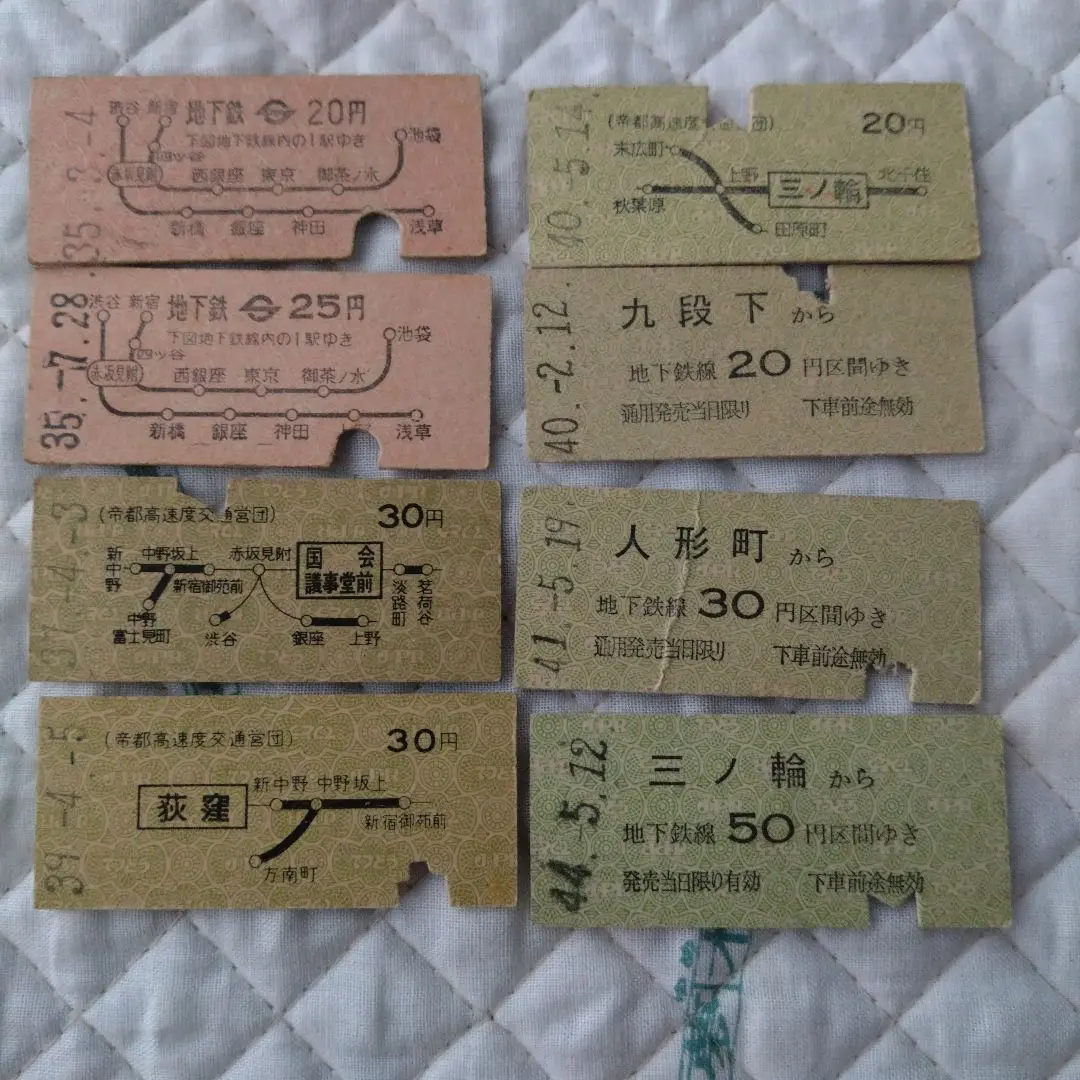 35.-3.-4
渋谷 新宿 地下鉄 20円
下図地下鉄線内の1駅ゆき
四ッ谷
池袋
赤坂見附
西銀座 東京 御茶ノ水
新橋 銀座 神田 浅草
35.-7.28
渋谷 新宿 地下鉄 25円
下図地下鉄線内の1駅ゆき
四ッ谷
池袋
赤坂見附
西銀座 東京 御茶ノ水
新橋 銀座 神田 上野 浅草
-4.-3
(帝都高速度交通営団) 30円
新中野 中野坂上 赤坂見附 国会議事堂前
新宿御苑前
中野富士見町 渋谷 銀座 上野 淡路町 茗荷谷
39.-4.-5
(帝都高速度交通営団) 30円
荻窪 新中野 中野坂上
新宿御苑前
方南町
40.-5.14
(帝都高速度 団) 20円
末広町
上野 三ノ輪 北千住
秋葉原
田原町
40.-2.12.
九段下から
地下鉄線20円区間ゆき
通用発売当日限り 下車前途無効
41.-5 19
人形町から
地下鉄線30円区間ゆき
通用発売当日限り 下車前途無効
44.-5.12
三ノ輪から
地下鉄線50円区間ゆき
発売当日限り有効 下車前途無効